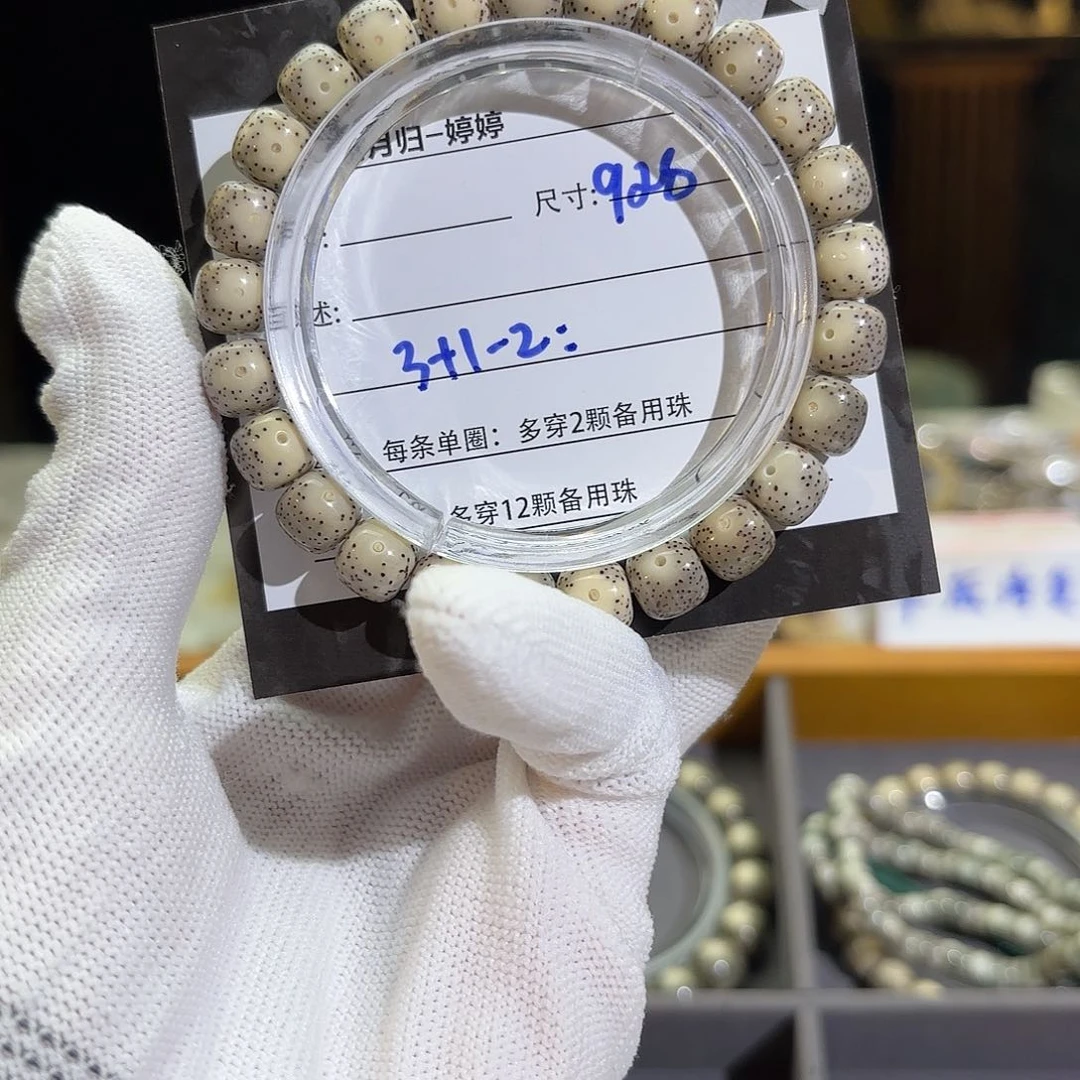 月归-婷婷
尺寸:928
:
述:
3+1-2:
每条单圈：多穿2颗备用珠
多穿12颗备用珠